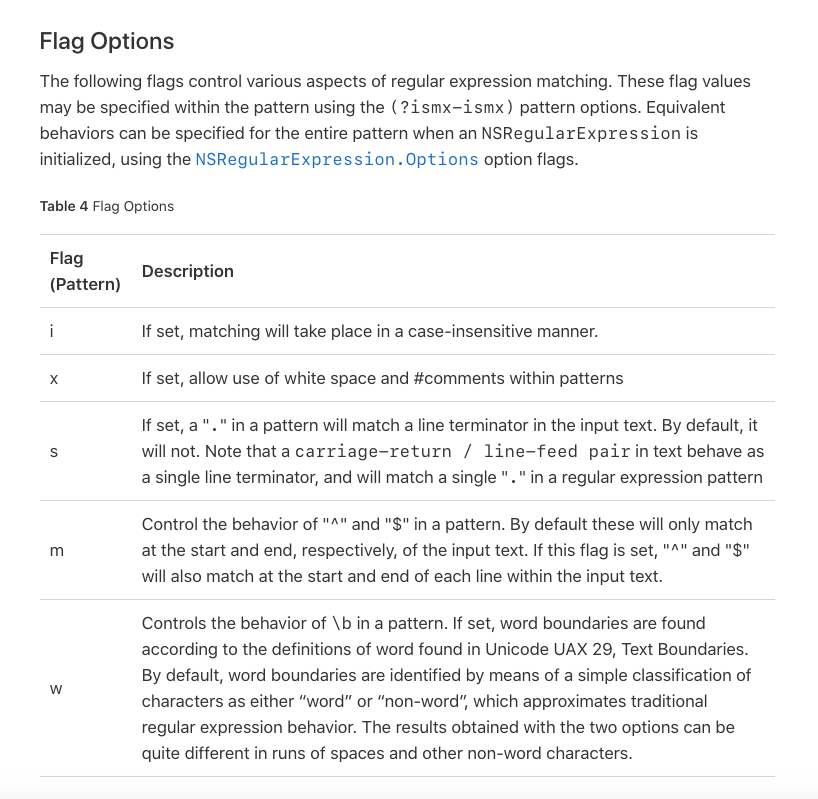 Flag Options
The following flags control various aspects of regular expression matching. These flag values
may be specified within the pattern using the (?ismx-ismx) pattern options. Equivalent
behaviors can be specified for the entire pattern when an NSRegularExpression is
initialized, using the NSRegularExpression.Options option flags.
Table 4 Flag Options
Flag
(Pattern)
Description
i
If set, matching will take place in a case-insensitive manner.
x
If set, allow use of white space and #comments within patterns
s
If set, a "." in a pattern will match a line terminator in the input text. By default, it
will not. Note that a carriage-return / line-feed pair in text behave as
a single line terminator, and will match a single "." in a regular expression pattern
m
Control the behavior of "^" and "$" in a pattern. By default these will only match
at the start and end, respectively, of the input text. If this flag is set, "^" and "$"
will also match at the start and end of each line within the input text.
w
Controls the behavior of \b in a pattern. If set, word boundaries are found
according to the definitions of word found in Unicode UAX 29, Text Boundaries.
By default, word boundaries are identified by means of a simple classification of
characters as either “word” or “non-word”, which approximates traditional
regular expression behavior. The results obtained with the two options can be
quite different in runs of spaces and other non-word characters.